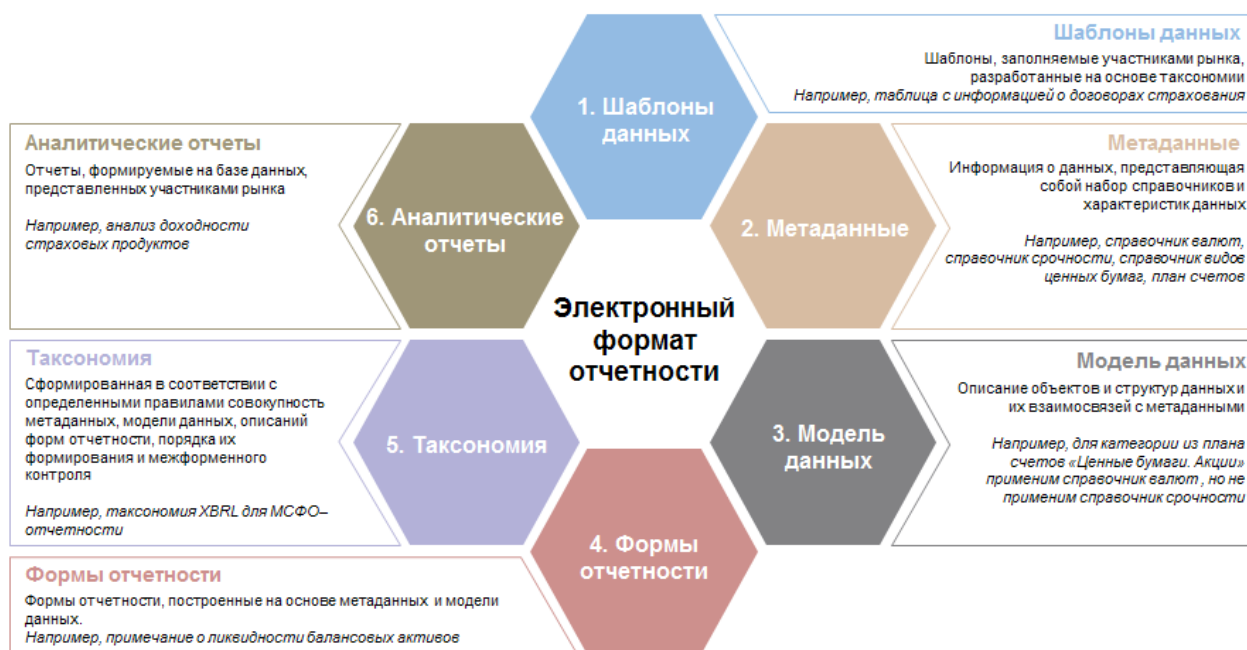 Шаблоны данных
Шаблоны, заполняемые участниками рынка,
разработанные на основе таксономии
Например, таблица с информацией о договорах страхования
1. Шаблоны
данных
Аналитические отчеты
Отчеты, формируемые на базе данных,
представленных участниками рынка
Например, анализ доходности
страховых продуктов
6. Аналитические
отчеты
2. Метаданные
Метаданные
Информация о данных, представляющая
собой набор справочников и
характеристик данных
Например, справочник валют,
справочник срочности, справочник видов
ценных бумаг, план счетов
Электронный
формат
отчетности
Таксономия
Сформированная в соответствии с
определенными правилами совокупность
метаданных, модели данных, описаний
форм отчетности, порядка их
формирования и межформенного
контроля
Например, таксономия XBRL для МСФО–
отчетности
5. Таксономия
3. Модель
данных
Модель данных
Описание объектов и структур данных и
их взаимосвязей с метаданными
Например, для категории из плана
счетов «Ценные бумаги. Акции»
применим справочник валют , но не
применим справочник срочности
4. Формы
отчетности
Формы отчетности
Формы отчетности, построенные на основе метаданных и модели
данных.
Например, примечание о ликвидности балансовых активов